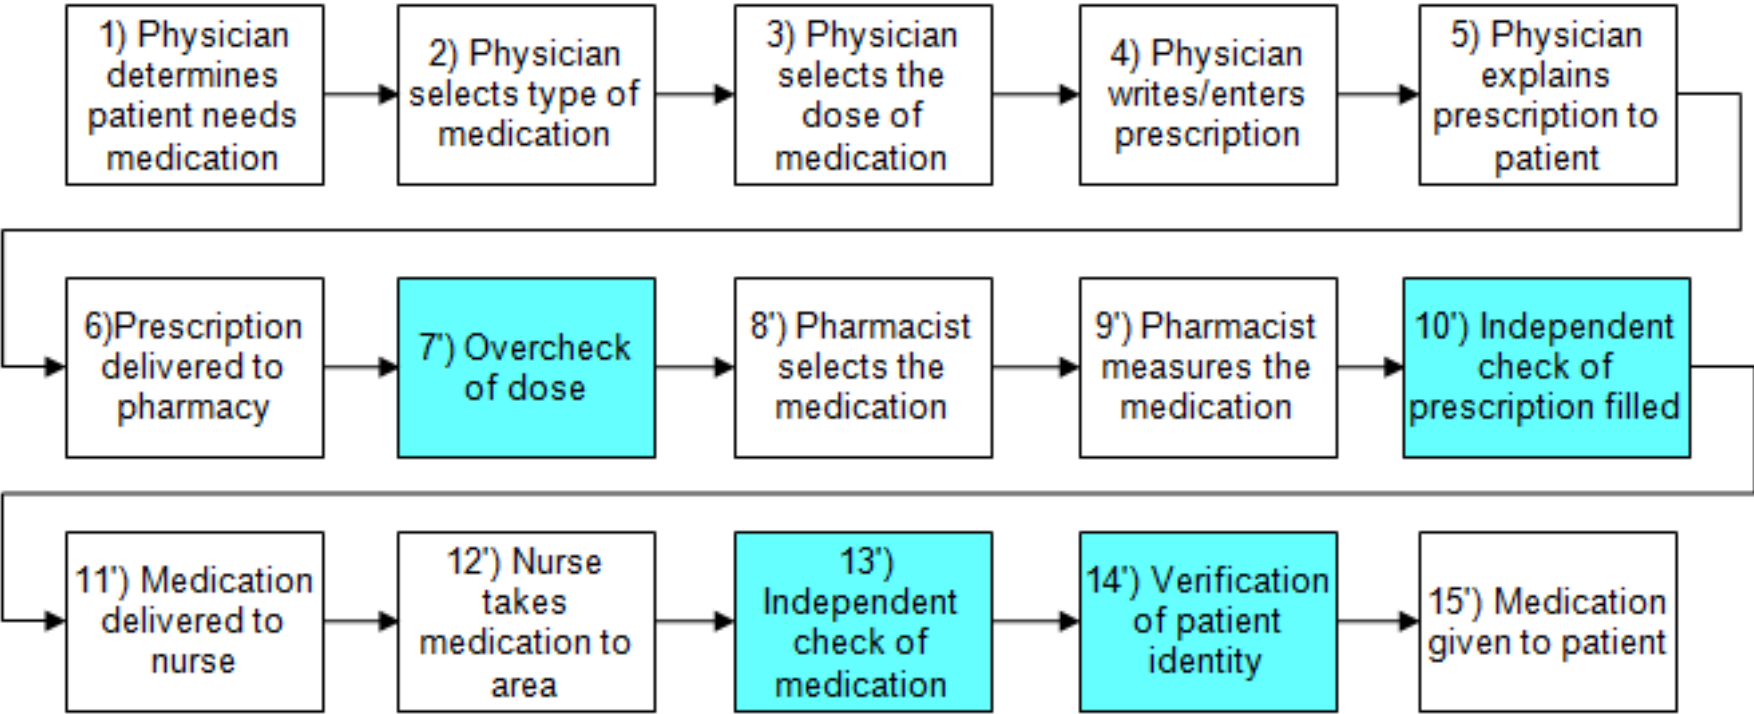 1) Physician
determines
patient needs
medication
2) Physician
selects type of
medication
3) Physician
selects the
dose of
medication
4) Physician
writes/enters
prescription
5) Physician
explains
prescription to
patient
6)Prescription
delivered to
pharmacy
7') Overcheck
of dose
8') Pharmacist
selects the
medication
9') Pharmacist
measures the
medication
10') Independent
check of
prescription filled
11') Medication
delivered to
nurse
12') Nurse
takes
medication to
area
13')
Independent
check of
medication
14') Verification
of patient
identity
15') Medication
given to patient